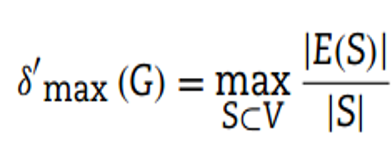 δ′max (G) = max S⊂V |E(S)| / |S|